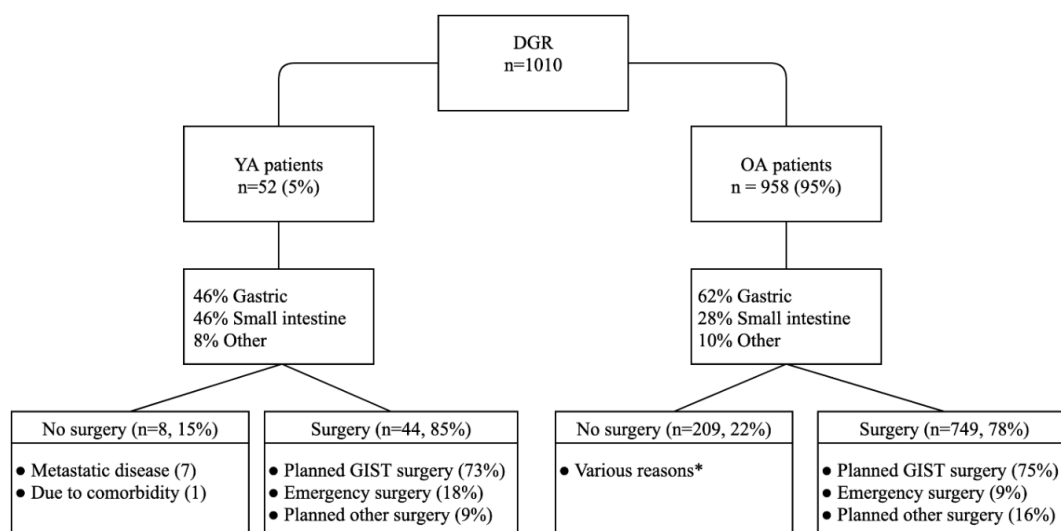 DGR
n=1010
YA patients
n=52 (5%)
OA patients
n = 958 (95%)
46% Gastric
46% Small intestine
8% Other
62% Gastric
28% Small intestine
10% Other
No surgery (n=8, 15%)
● Metastatic disease (7)
● Due to comorbidity (1)
Surgery (n=44, 85%)
● Planned GIST surgery (73%)
● Emergency surgery (18%)
● Planned other surgery (9%)
No surgery (n=209, 22%)
● Various reasons*
Surgery (n=749, 78%)
● Planned GIST surgery (75%)
● Emergency surgery (9%)
● Planned other surgery (16%)